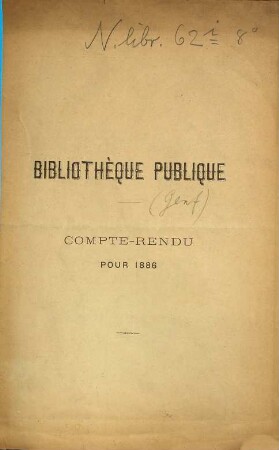 N. libr. 62 i 8°
BIBLIOTHÈQUE PUBLIQUE
(Genf)
COMPTE-RENDU
POUR 1886